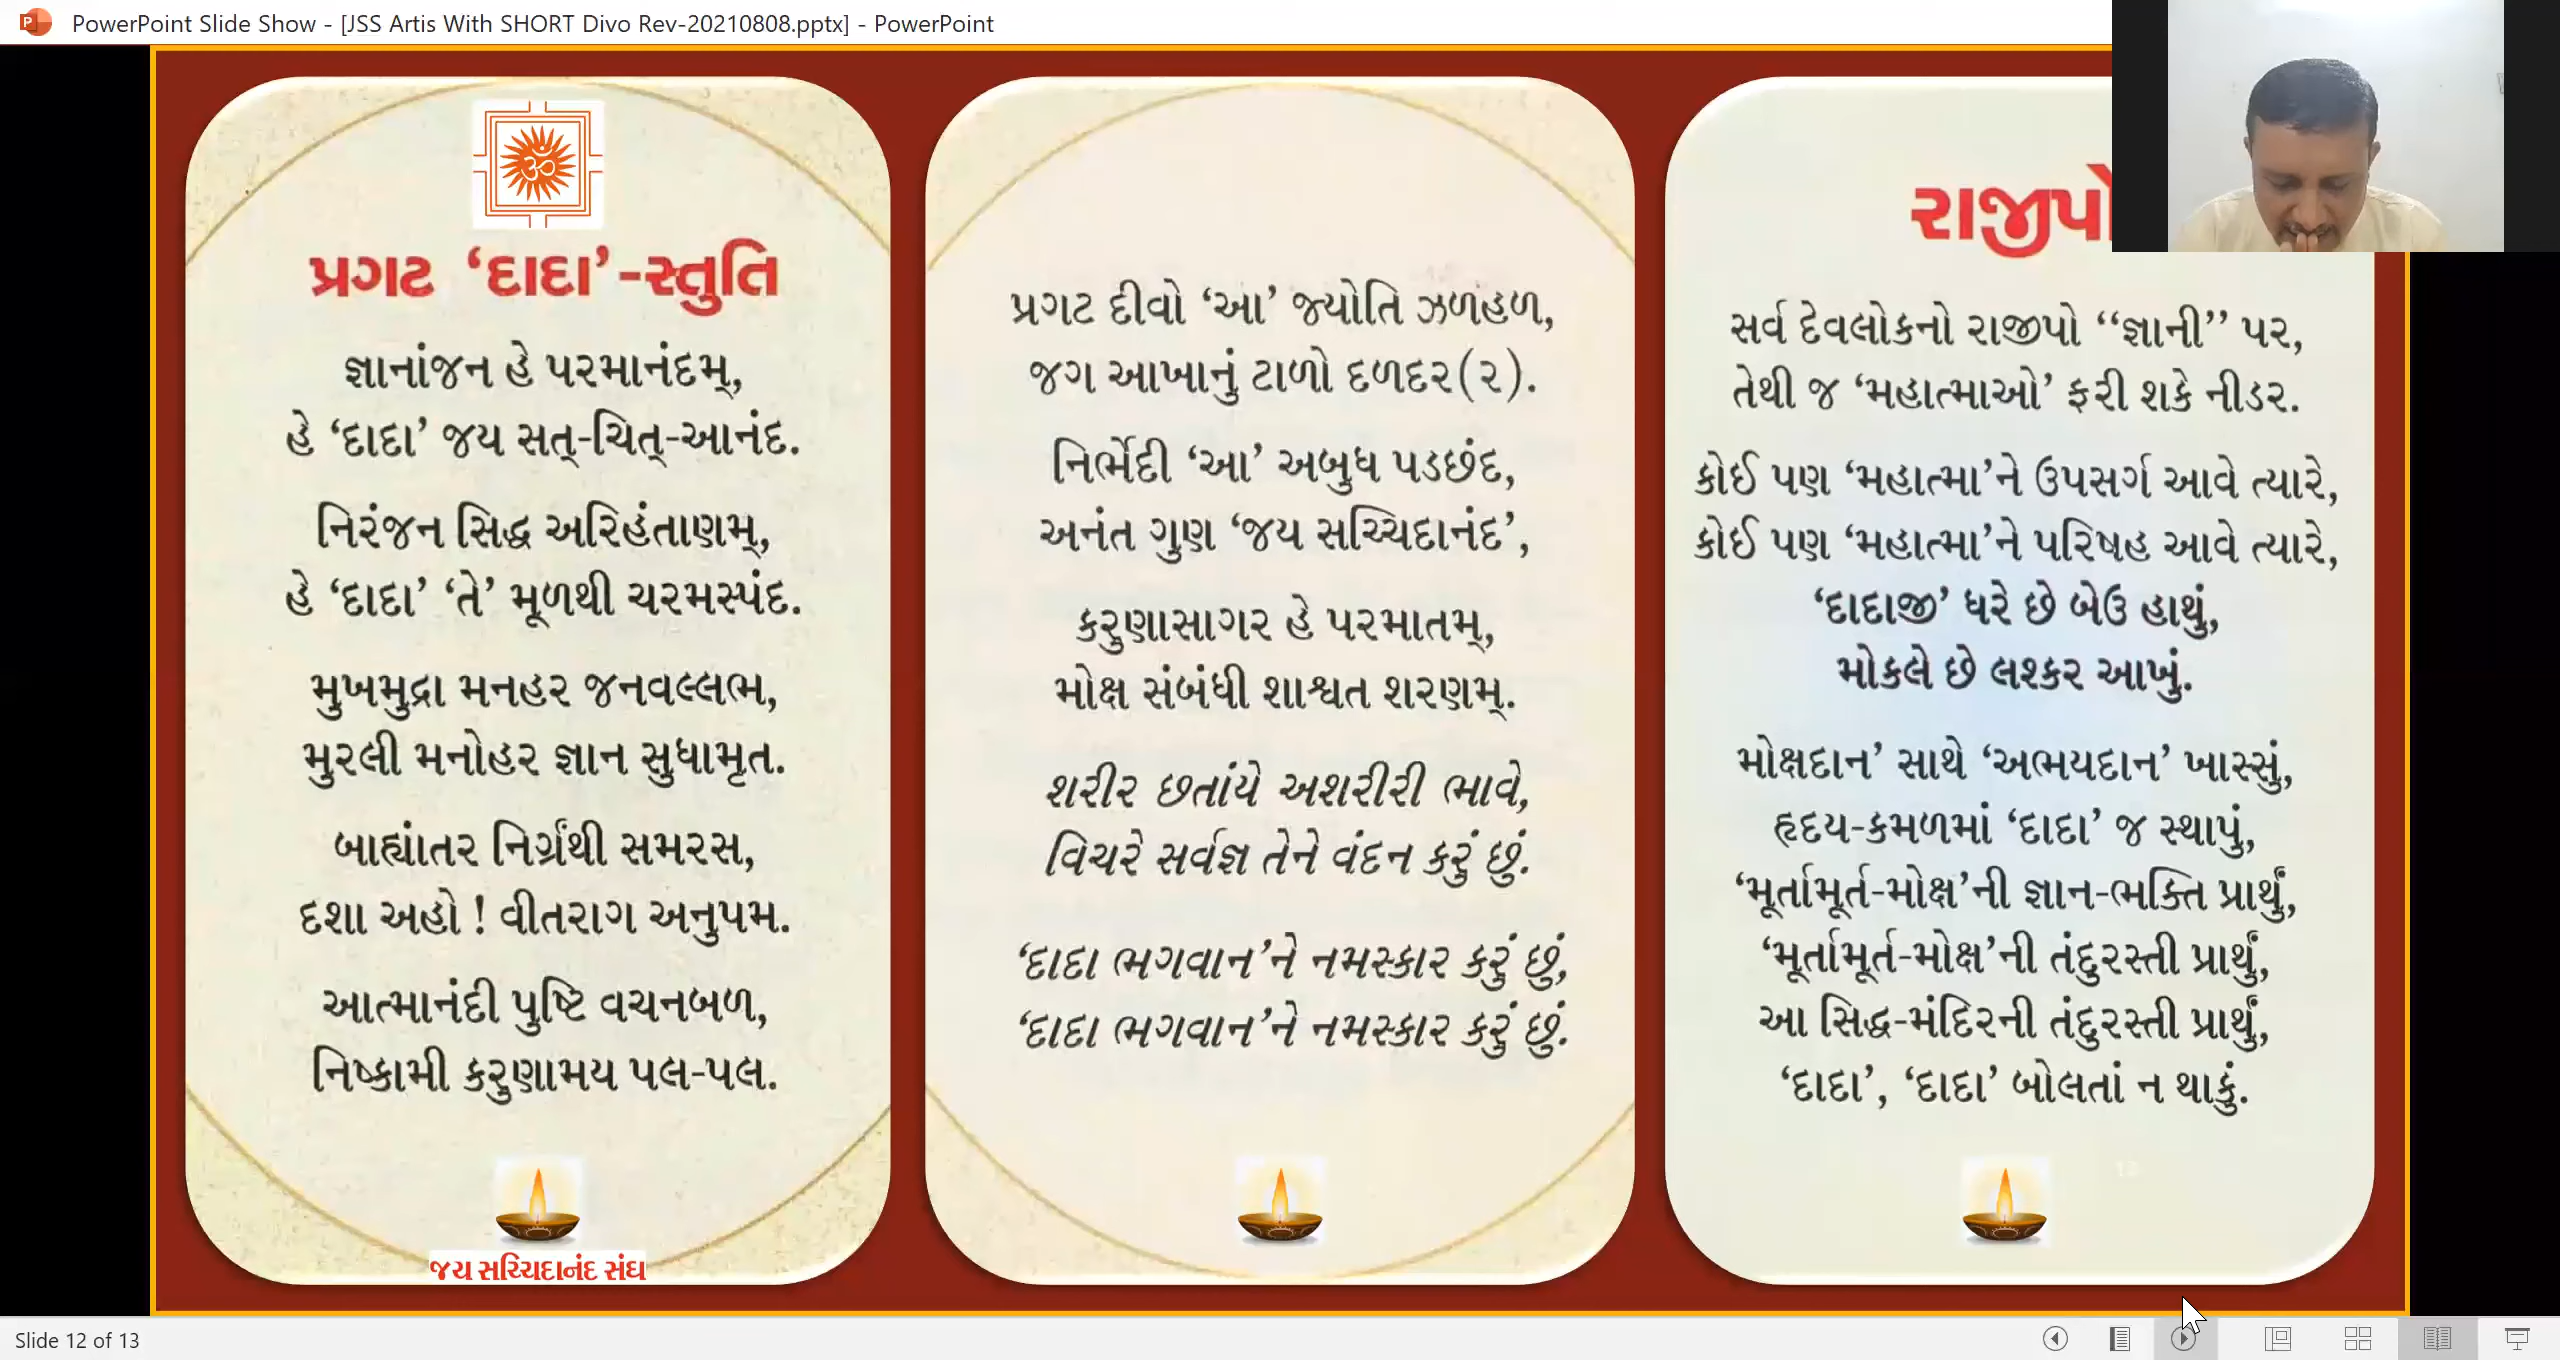 PowerPoint Slide Show - [JSS Artis With SHORT Divo Rev-20210808.pptx] - PowerPoint
પ્રગટ ‘દાદા’-સ્તુતિ
જ્ઞાનાંજન હે પરમાનંદમ્,
હે ‘દાદા’ જય સત્-ચિત્-આનંદ.
નિરંજન સિદ્ધ અરિહંતાણમ્,
હે ‘દાદા’ ‘તે’ મૂળથી ચરમસ્પંદ.
મુખમુદ્રા મનહર જનવલ્લભ,
મુરલી મનોહર જ્ઞાન સુધામૃત.
બાહ્યાંતર નિર્ગ્રંથી સમરસ,
દશા અહો ! વીતરાગ અનુપમ.
આત્માનંદી પુષ્ટિ વચનબળ,
નિષ્કામી કરુણામય પલ-પલ.
જય સચ્ચિદાનંદ સંઘ
પ્રગટ દીવો ‘આ’ જ્યોતિ ઝળહળ,
જગ આખાનું ટાળો દળદર(૨).
નિર્ભેદી ‘આ’ અબુધ પડછંદ,
અનંત ગુણ ‘જય સચ્ચિદાનંદ’,
કરુણાસાગર હે પરમાતમ્,
મોક્ષ સંબંધી શાશ્વત શરણમ્.
શરીર છતાંયે અશરીરી ભાવે,
વિચરે સર્વજ્ઞ તેને વંદન કરું છું.
‘દાદા ભગવાન’ને નમસ્કાર કરું છું,
‘દાદા ભગવાન’ને નમસ્કાર કરું છું.
રાજીપો
સર્વ દેવલોકનો રાજીપો “જ્ઞાની” પર,
તેથી જ ‘મહાત્માઓ’ ફરી શકે નીડર.
કોઈ પણ ‘મહાત્મા’ને ઉપસર્ગ આવે ત્યારે,
કોઈ પણ ‘મહાત્મા’ને પરિષહ આવે ત્યારે,
‘દાદાજી’ ધરે છે બેઉ હાથું,
મોકલે છે લશ્કર આખું.
મોક્ષદાન’ સાથે ‘અભયદાન’ ખાસ્સું,
હૃદય-કમળમાં ‘દાદા’ જ સ્થાપું,
‘મૂર્તામૂર્ત-મોક્ષ’ની જ્ઞાન-ભક્તિ પ્રાર્થું,
‘મૂર્તામૂર્ત-મોક્ષ’ની તંદુરસ્તી પ્રાર્થું,
આ સિદ્ધ-મંદિરની તંદુરસ્તી પ્રાર્થું,
‘દાદા’, ‘દાદા’ બોલતાં ન થાકું.
Slide 12 of 13